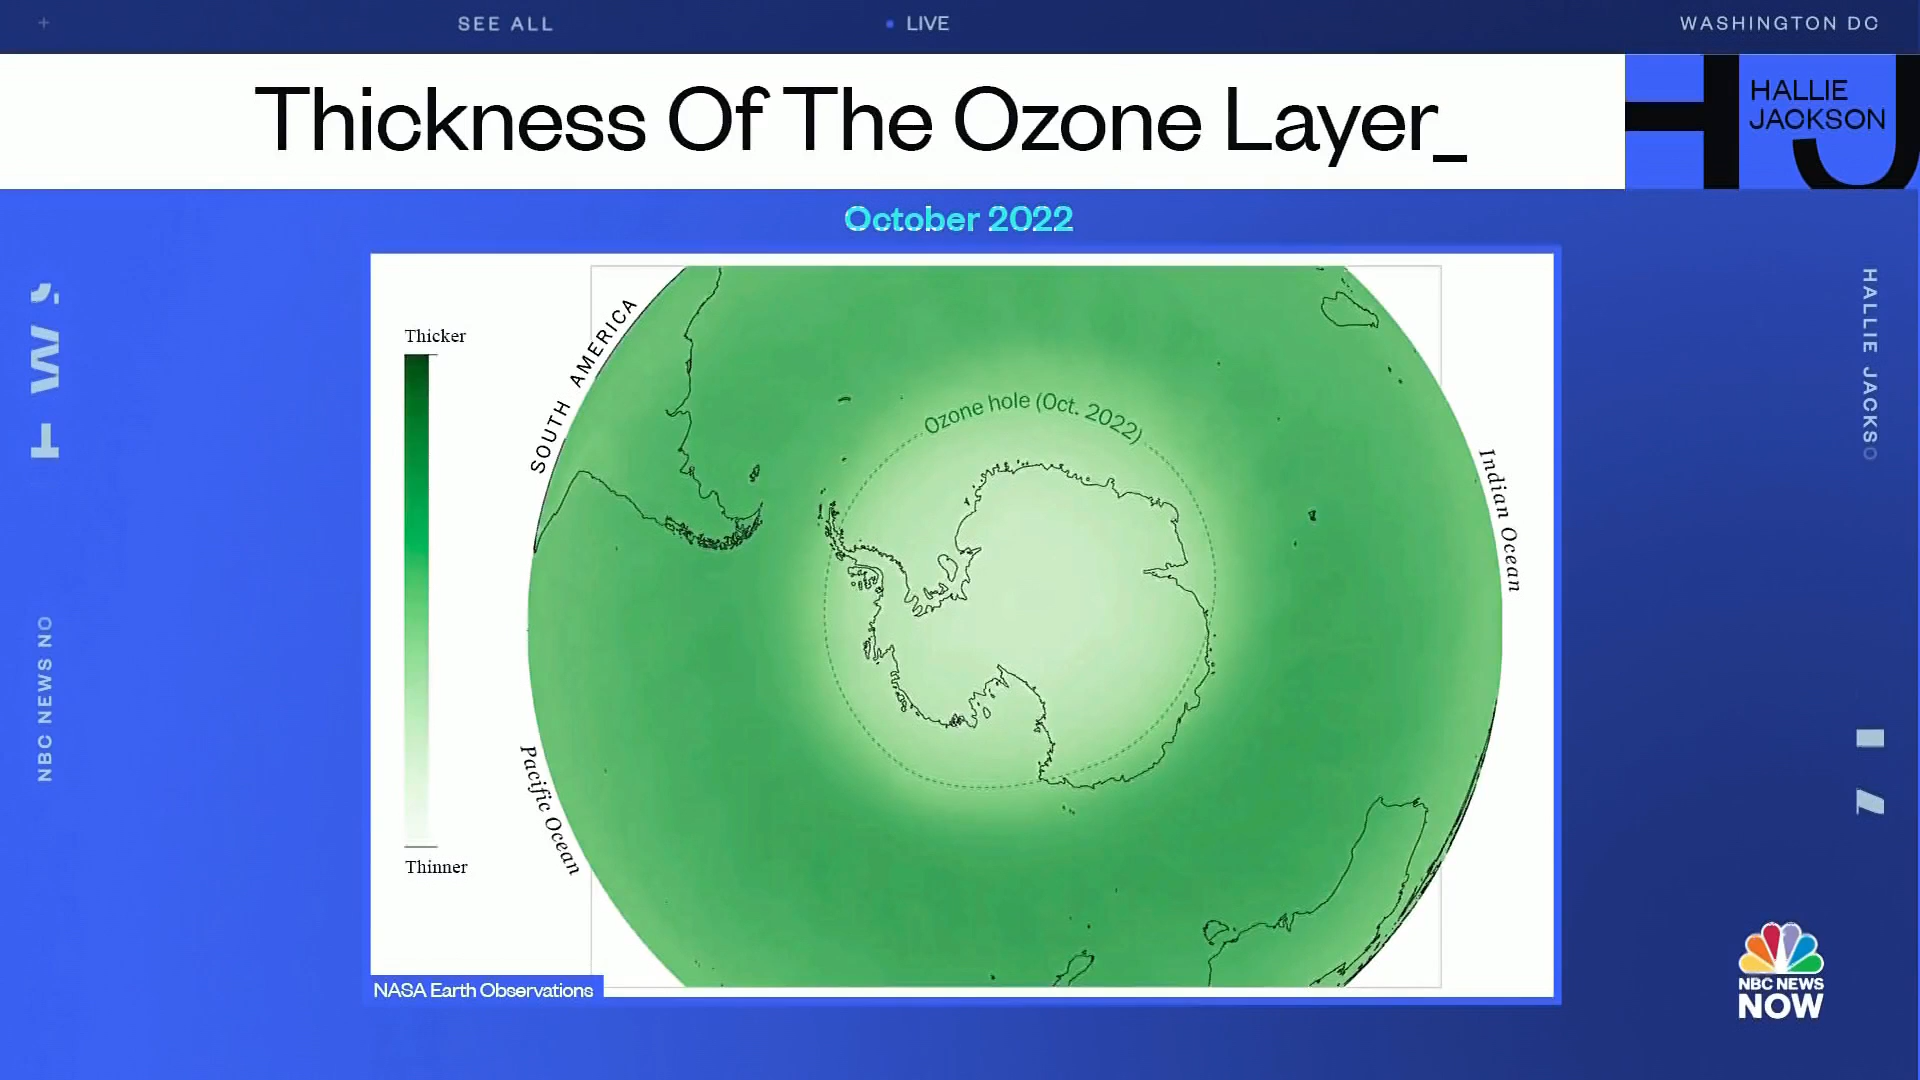 SEE ALL
LIVE
WASHINGTON DC
Thickness Of The Ozone Layer_
HALLIE
JACKSON
October 2022
Thicker
Thinner
SOUTH AMERICA
Ozone hole (Oct. 2022)
Indian Ocean
Pacific Ocean
NASA Earth Observations
NBC NEWS NO
HALLIE JACKSO
NBC NEWS
NOW